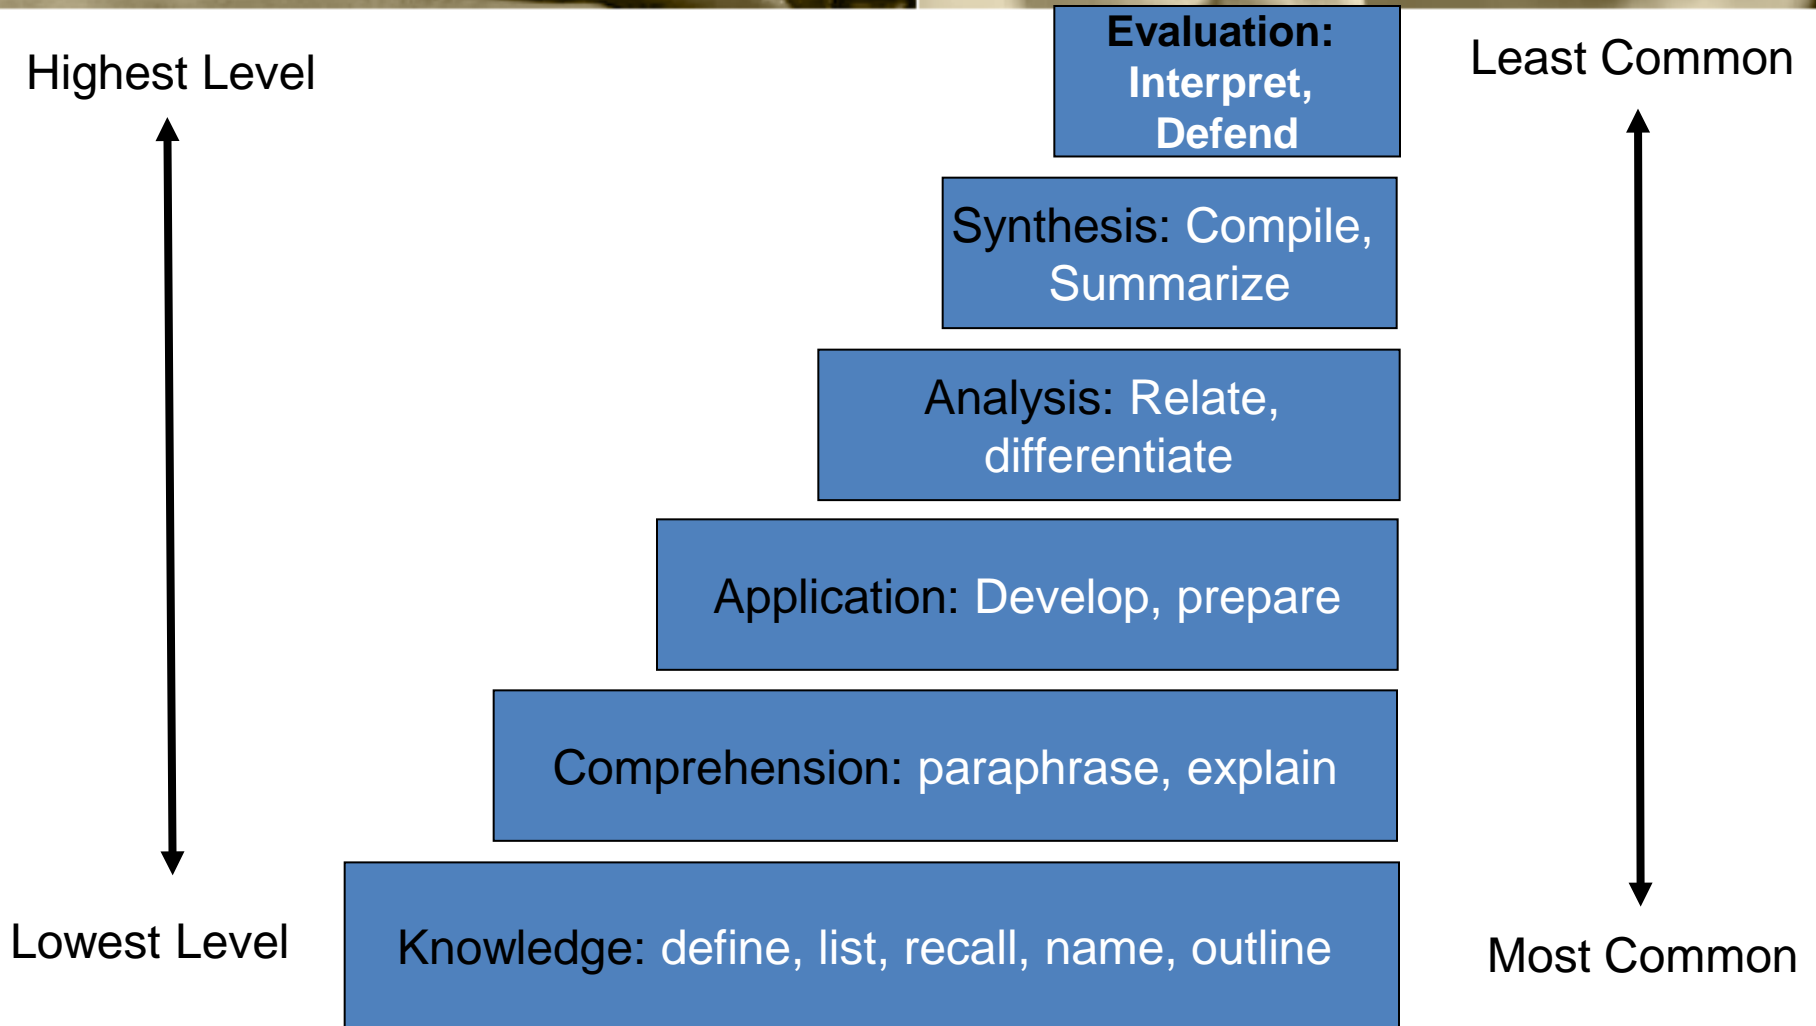 Highest Level
Evaluation:
Interpret,
Defend
Least Common
Synthesis: Compile,
Summarize
Analysis: Relate,
differentiate
Application: Develop, prepare
Comprehension: paraphrase, explain
Lowest Level
Knowledge: define, list, recall, name, outline
Most Common